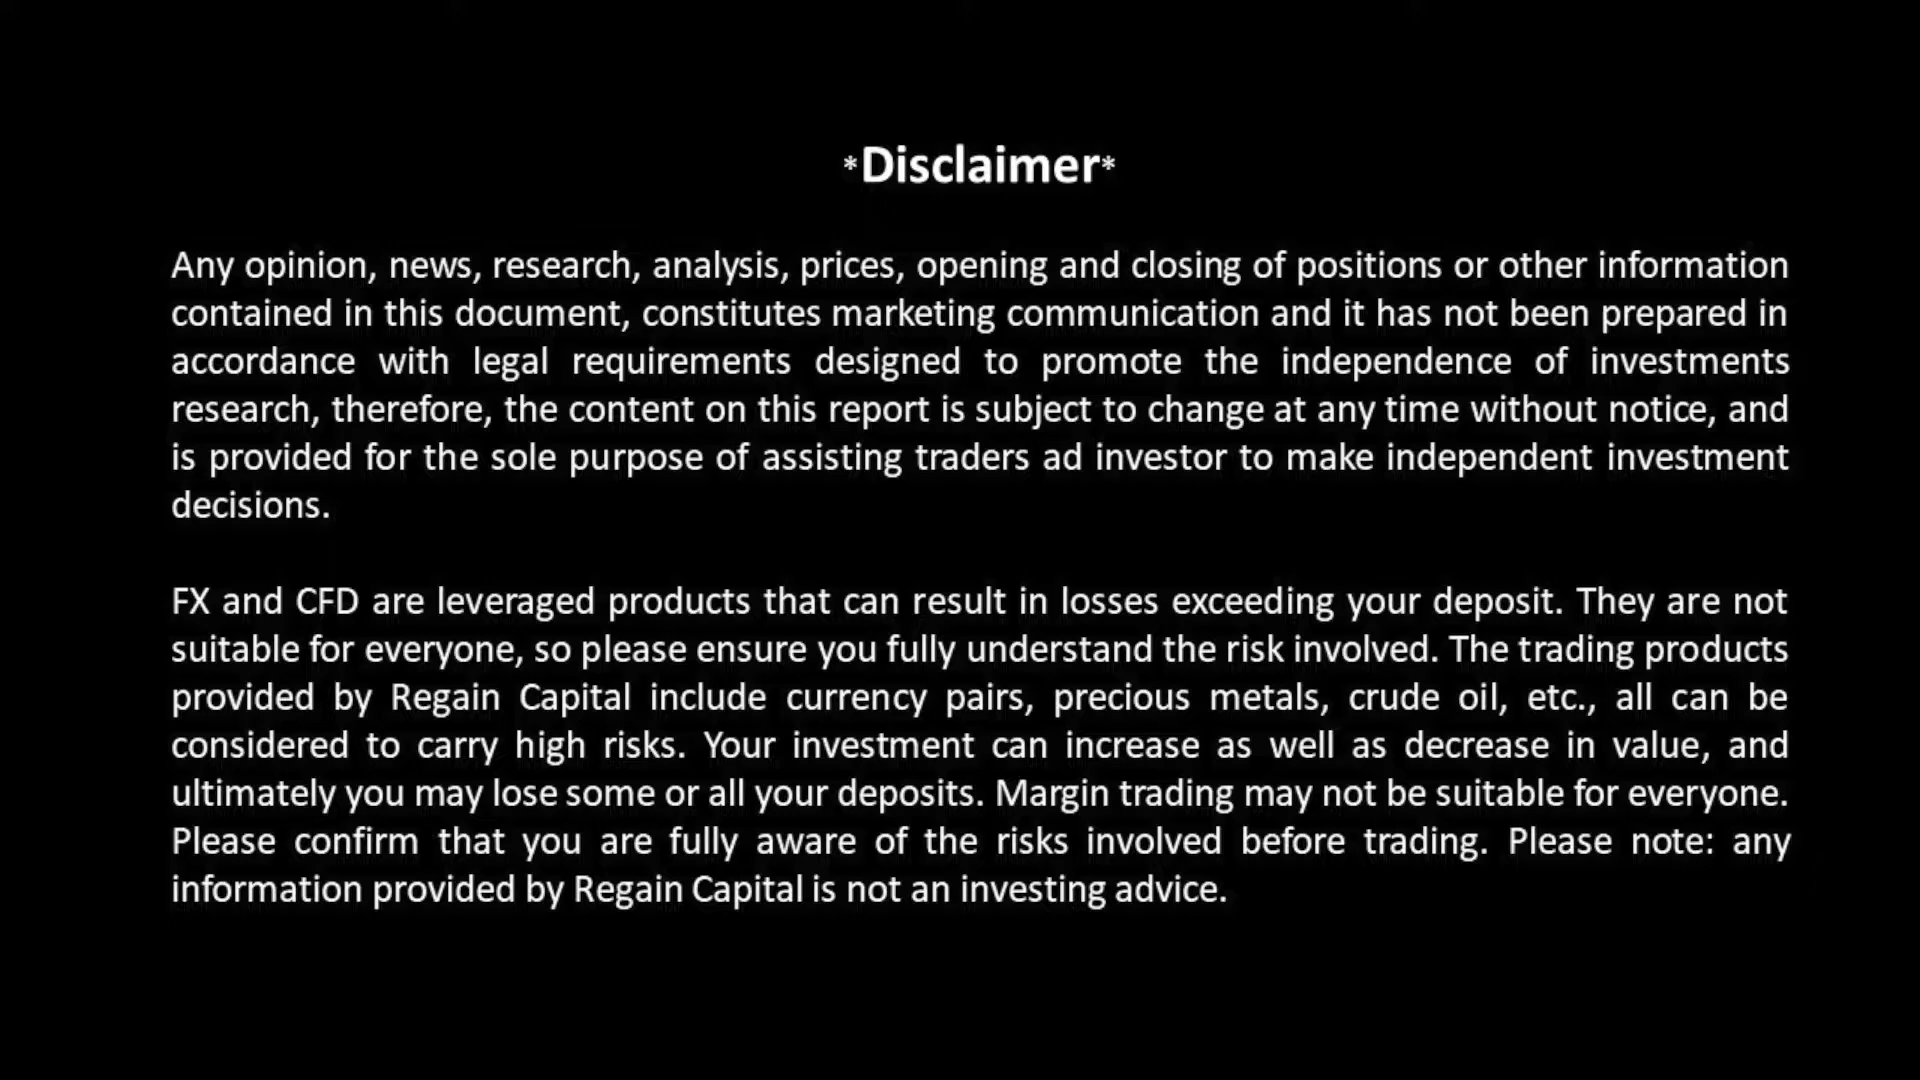 *Disclaimer*
Any opinion, news, research, analysis, prices, opening and closing of positions or other information
contained in this document, constitutes marketing communication and it has not been prepared in
accordance with legal requirements designed to promote the independence of investments
research, therefore, the content on this report is subject to change at any time without notice, and
is provided for the sole purpose of assisting traders ad investor to make independent investment
decisions.
FX and CFD are leveraged products that can result in losses exceeding your deposit. They are not
suitable for everyone, so please ensure you fully understand the risk involved. The trading products
provided by Regain Capital include currency pairs, precious metals, crude oil, etc., all can be
considered to carry high risks. Your investment can increase as well as decrease in value, and
ultimately you may lose some or all your deposits. Margin trading may not be suitable for everyone.
Please confirm that you are fully aware of the risks involved before trading. Please note: any
information provided by Regain Capital is not an investing advice.